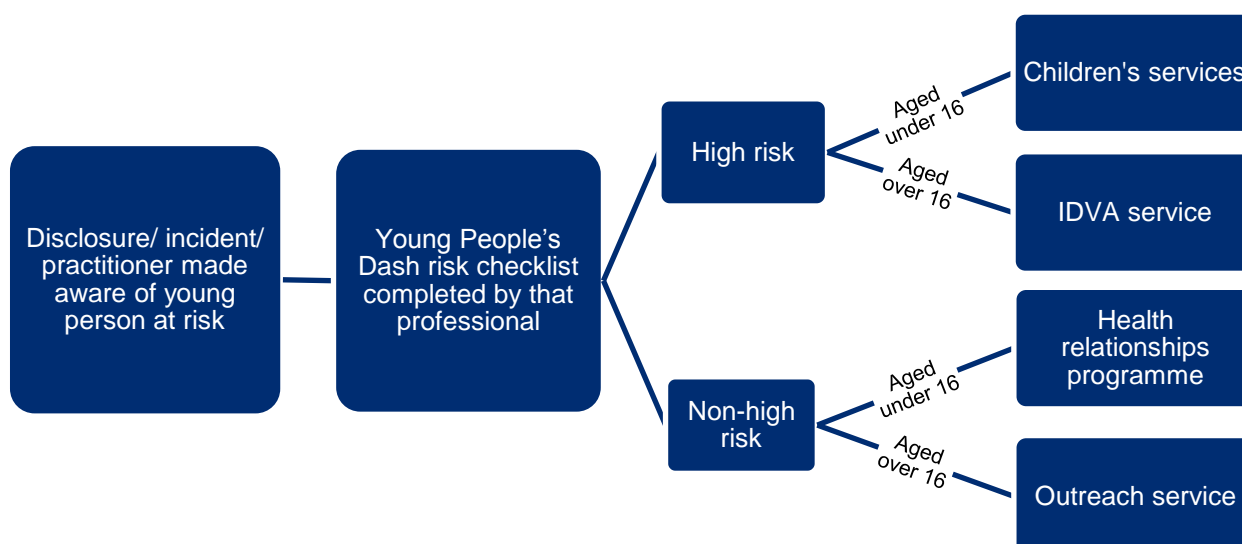 Disclosure/ incident/
practitioner made
aware of young
person at risk
Young People’s
Dash risk checklist
completed by that
professional
High risk
Aged
under 16
Children's services
Aged
over 16
IDVA service
Non-high
risk
Aged
under 16
Health
relationships
programme
Aged
over 16
Outreach service